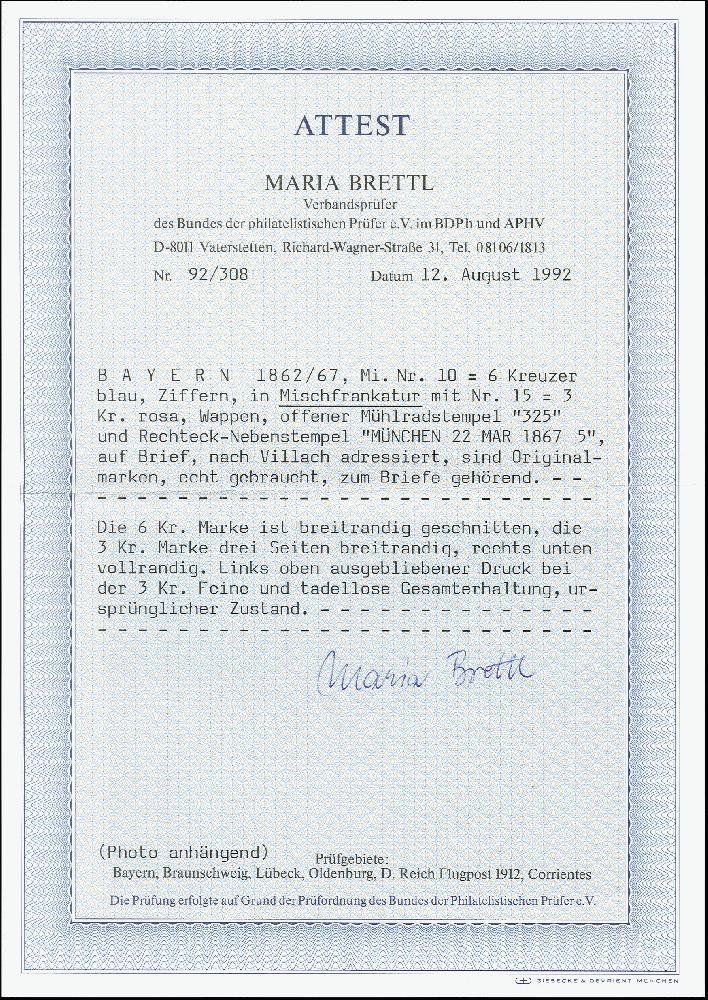 ATTEST
MARIA BRETTL
Verbandsprüfer
des Bundes der philatelistischen Prüfer e.V. im BDPh und APHV
D-8011 Vaterstetten, Richard-Wagner-Straße 31, Tel. 08106/1813
Nr. 92/308 Datum 12. August 1992
B A Y E R N 1862/67, Mi.Nr. 10 = 6 Kreuzer
blau, Ziffern, in Mischfrankatur mit Nr. 15 = 3
Kr. rosa, Wappen, offener Mühlradstempel "325"
und Rechteck-Nebenstempel "MÜNCHEN 22 MAR 1867 5",
auf Brief, nach Villach adressiert, sind Original-
marken, echt gebraucht, zum Briefe gehörend. - -
- - - - - - - - - - - - - - - - - - - - - - - - -
Die 6 Kr. Marke ist breitrandig geschnitten, die
3 Kr. Marke drei Seiten breitrandig, rechts unten
vollrandig. Links oben ausgebliebener Druck bei
der 3 Kr. Feine und tadellose Gesamterhaltung, ur-
sprünglicher Zustand. - - - - - - - - - - - - - -
- - - - - - - - - - - - - - - - - - - - - - - - -
Maria Brettl
(Photo anhängend)
Prüfgebiete:
Bayern, Braunschweig, Lübeck, Oldenburg, D. Reich Flugpost 1912, Corrientes
Die Prüfung erfolgte auf Grund der Prüfordnung des Bundes der Philatelistischen Prüfer e.V.
GIESECKE & DEVRIENT MÜNCHEN